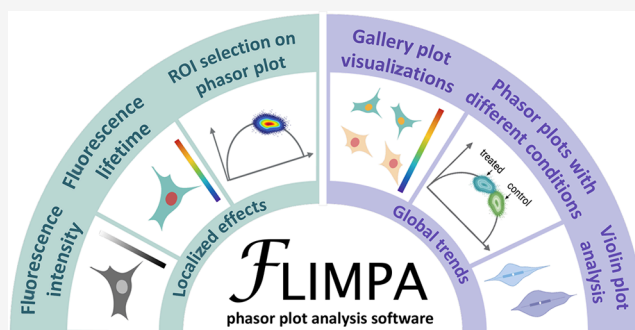 Fluorescence
intensity
Fluorescence
lifetime
ROI selection on
phasor plot
Localized effects
Gallery plot
visualizations
Phasor plots with
different conditions
treated
control
Violin plot
analysis
Global trends
FLIMPA
phasor plot analysis software